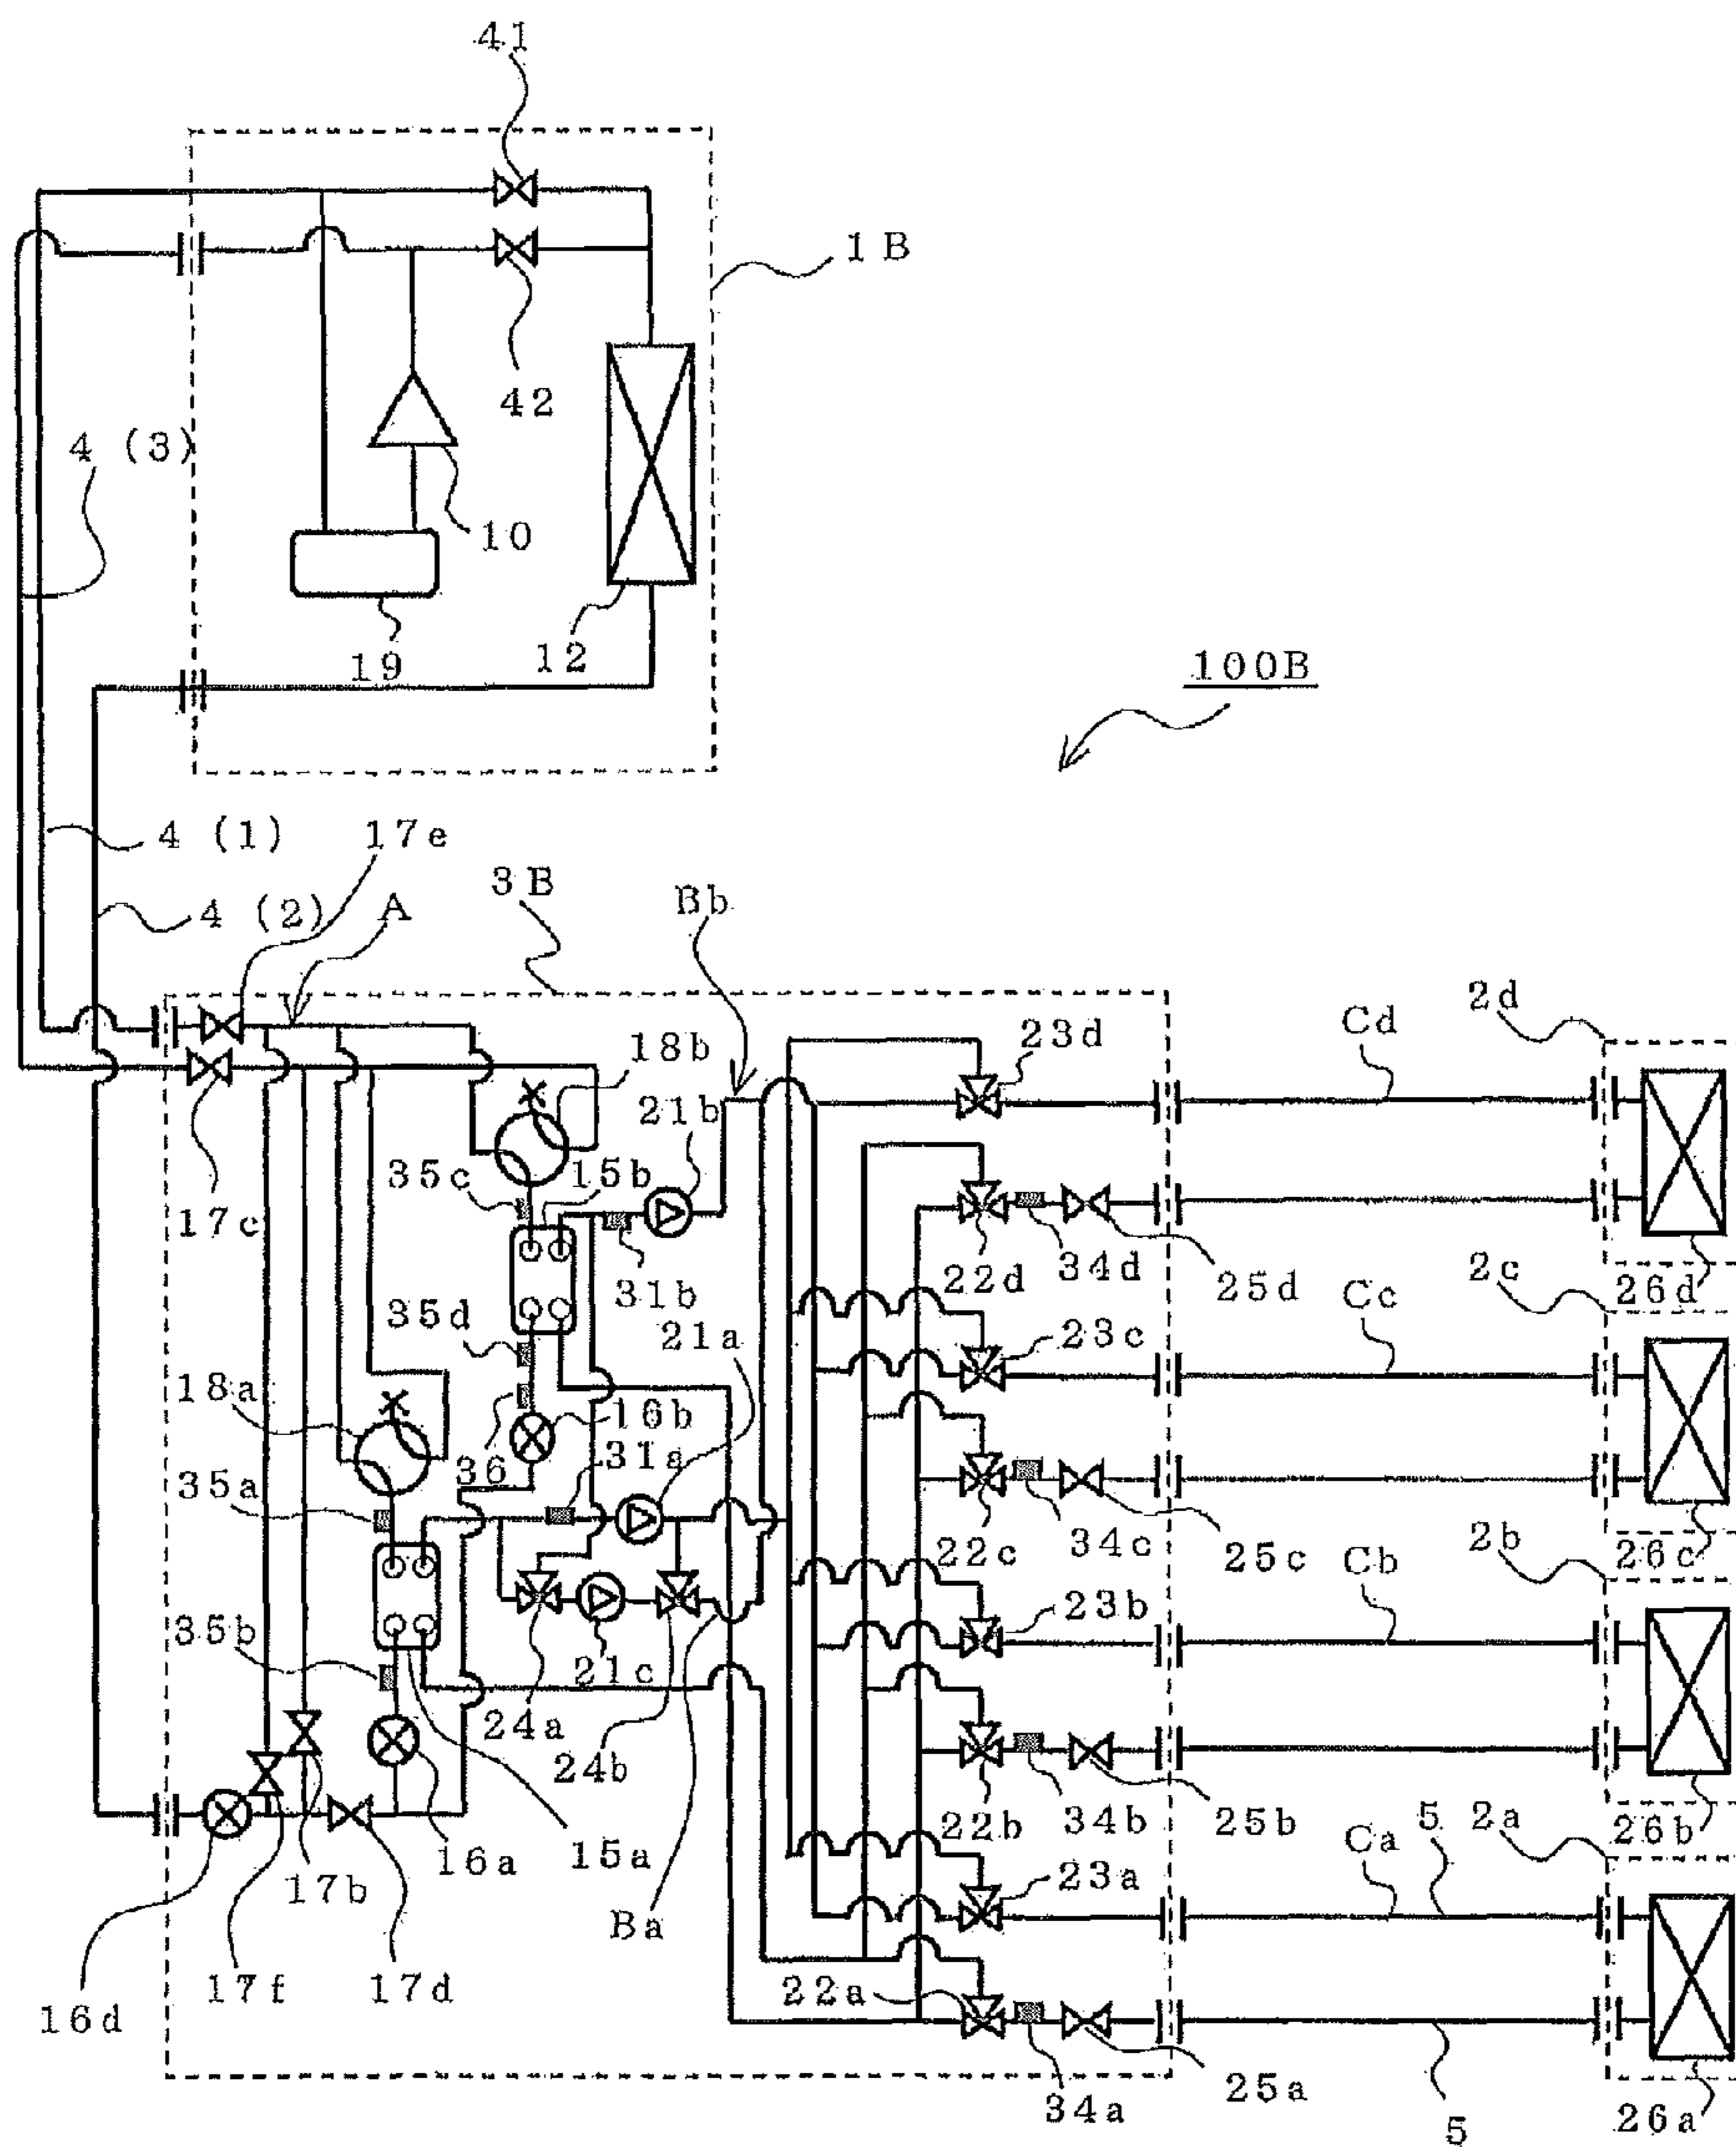 41
1B
42
4 (3)
10
19
12
100B
4 (1)
17e
3B
Bb
4 (2)
A
2d
Cd
23d
18b
21b
35c
15b
17c
31b
22d
34d
25d
2c
26d
Cc
35d
21a
23c
18a
16b
36
31a
35a
2b
22c
34c
25c
26c
Cb
23b
35b
21c
24a
24b
22b
34b
25b
26b
16a
15a
Ca
5
2a
17b
23a
Ba
16d
17f
17d
22a
34a
25a
5
26a